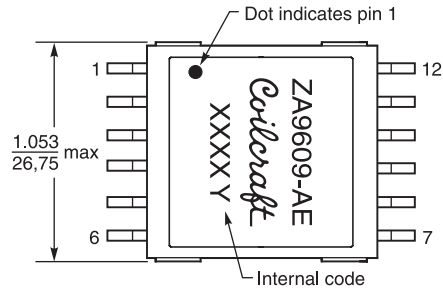 Dot indicates pin 1
1
12
ZA9609-AE
Coilcraft
XXXX Y
1.053
26,75 max
6
7
Internal code